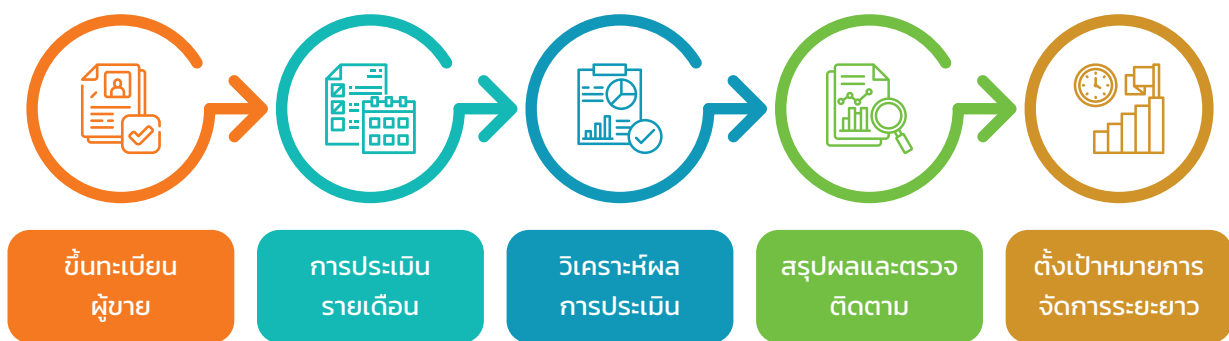 ขึ้นทะเบียน
ผู้ขาย
การประเมิน
รายเดือน
วิเคราะห์ผล
การประเมิน
สรุปผลและตรวจ
ติดตาม
ตั้งเป้าหมายการ
จัดการระยะยาว